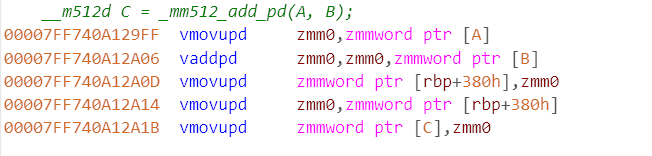 __m512d C = _mm512_add_pd(A, B);
00007FF740A129FF vmovupd zmm0,zmmword ptr [A]
00007FF740A12A06 vaddpd zmm0,zmm0,zmmword ptr [B]
00007FF740A12A0D vmovupd zmmword ptr [rbp+380h],zmm0
00007FF740A12A14 vmovupd zmm0,zmmword ptr [rbp+380h]
00007FF740A12A1B vmovupd zmmword ptr [C],zmm0